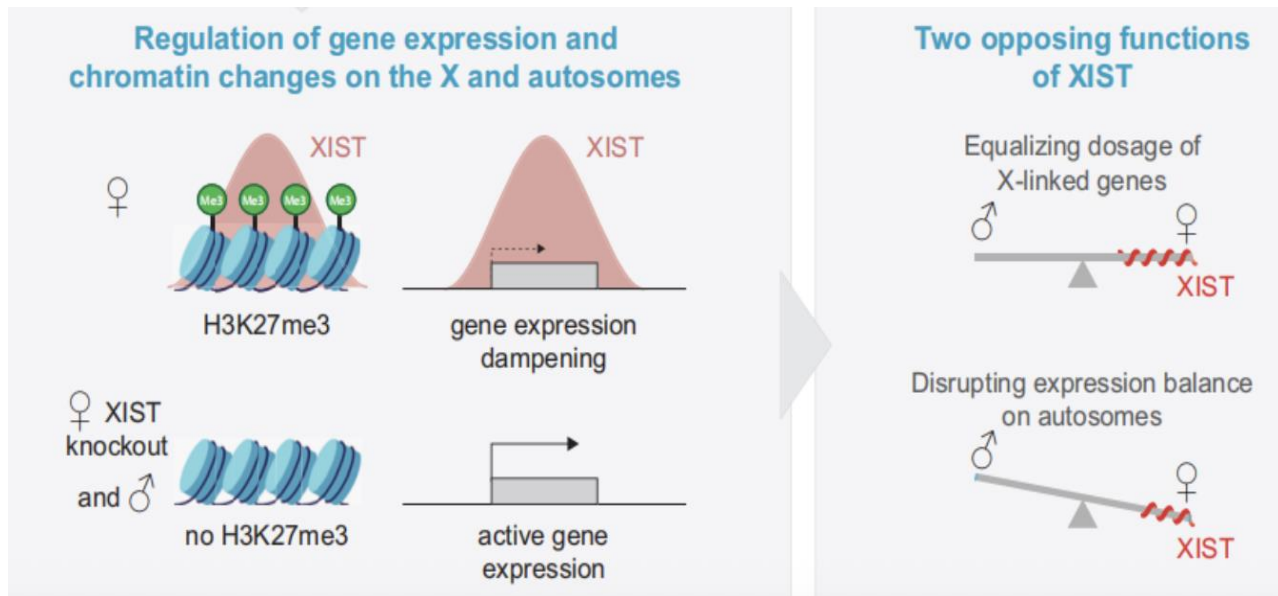 Regulation of gene expression and
chromatin changes on the X and autosomes
XIST
XIST
Me3 Me3 Me3 Me3
♀
H3K27me3
gene expression
dampening
♀ XIST
knockout
and ♂
no H3K27me3
active gene
expression
Two opposing functions
of XIST
Equalizing dosage of
X-linked genes
♂
♀
XIST
Disrupting expression balance
on autosomes
♂
♀
XIST